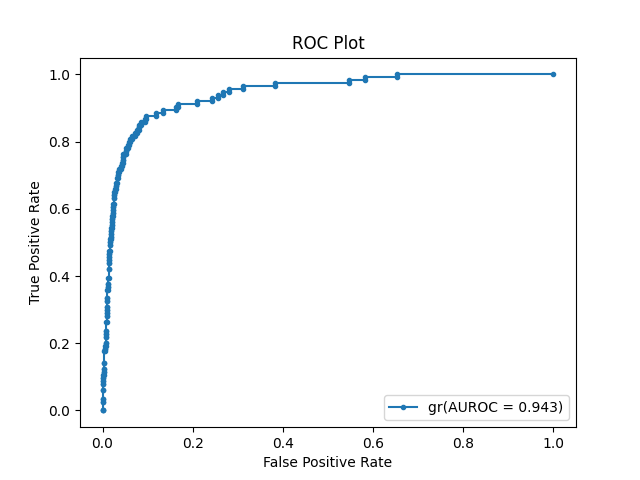 ROC Plot
1.0
0.8
0.6
0.4
0.2
0.0
True Positive Rate
gr(AUROC = 0.943)
0.0 0.2 0.4 0.6 0.8 1.0
False Positive Rate